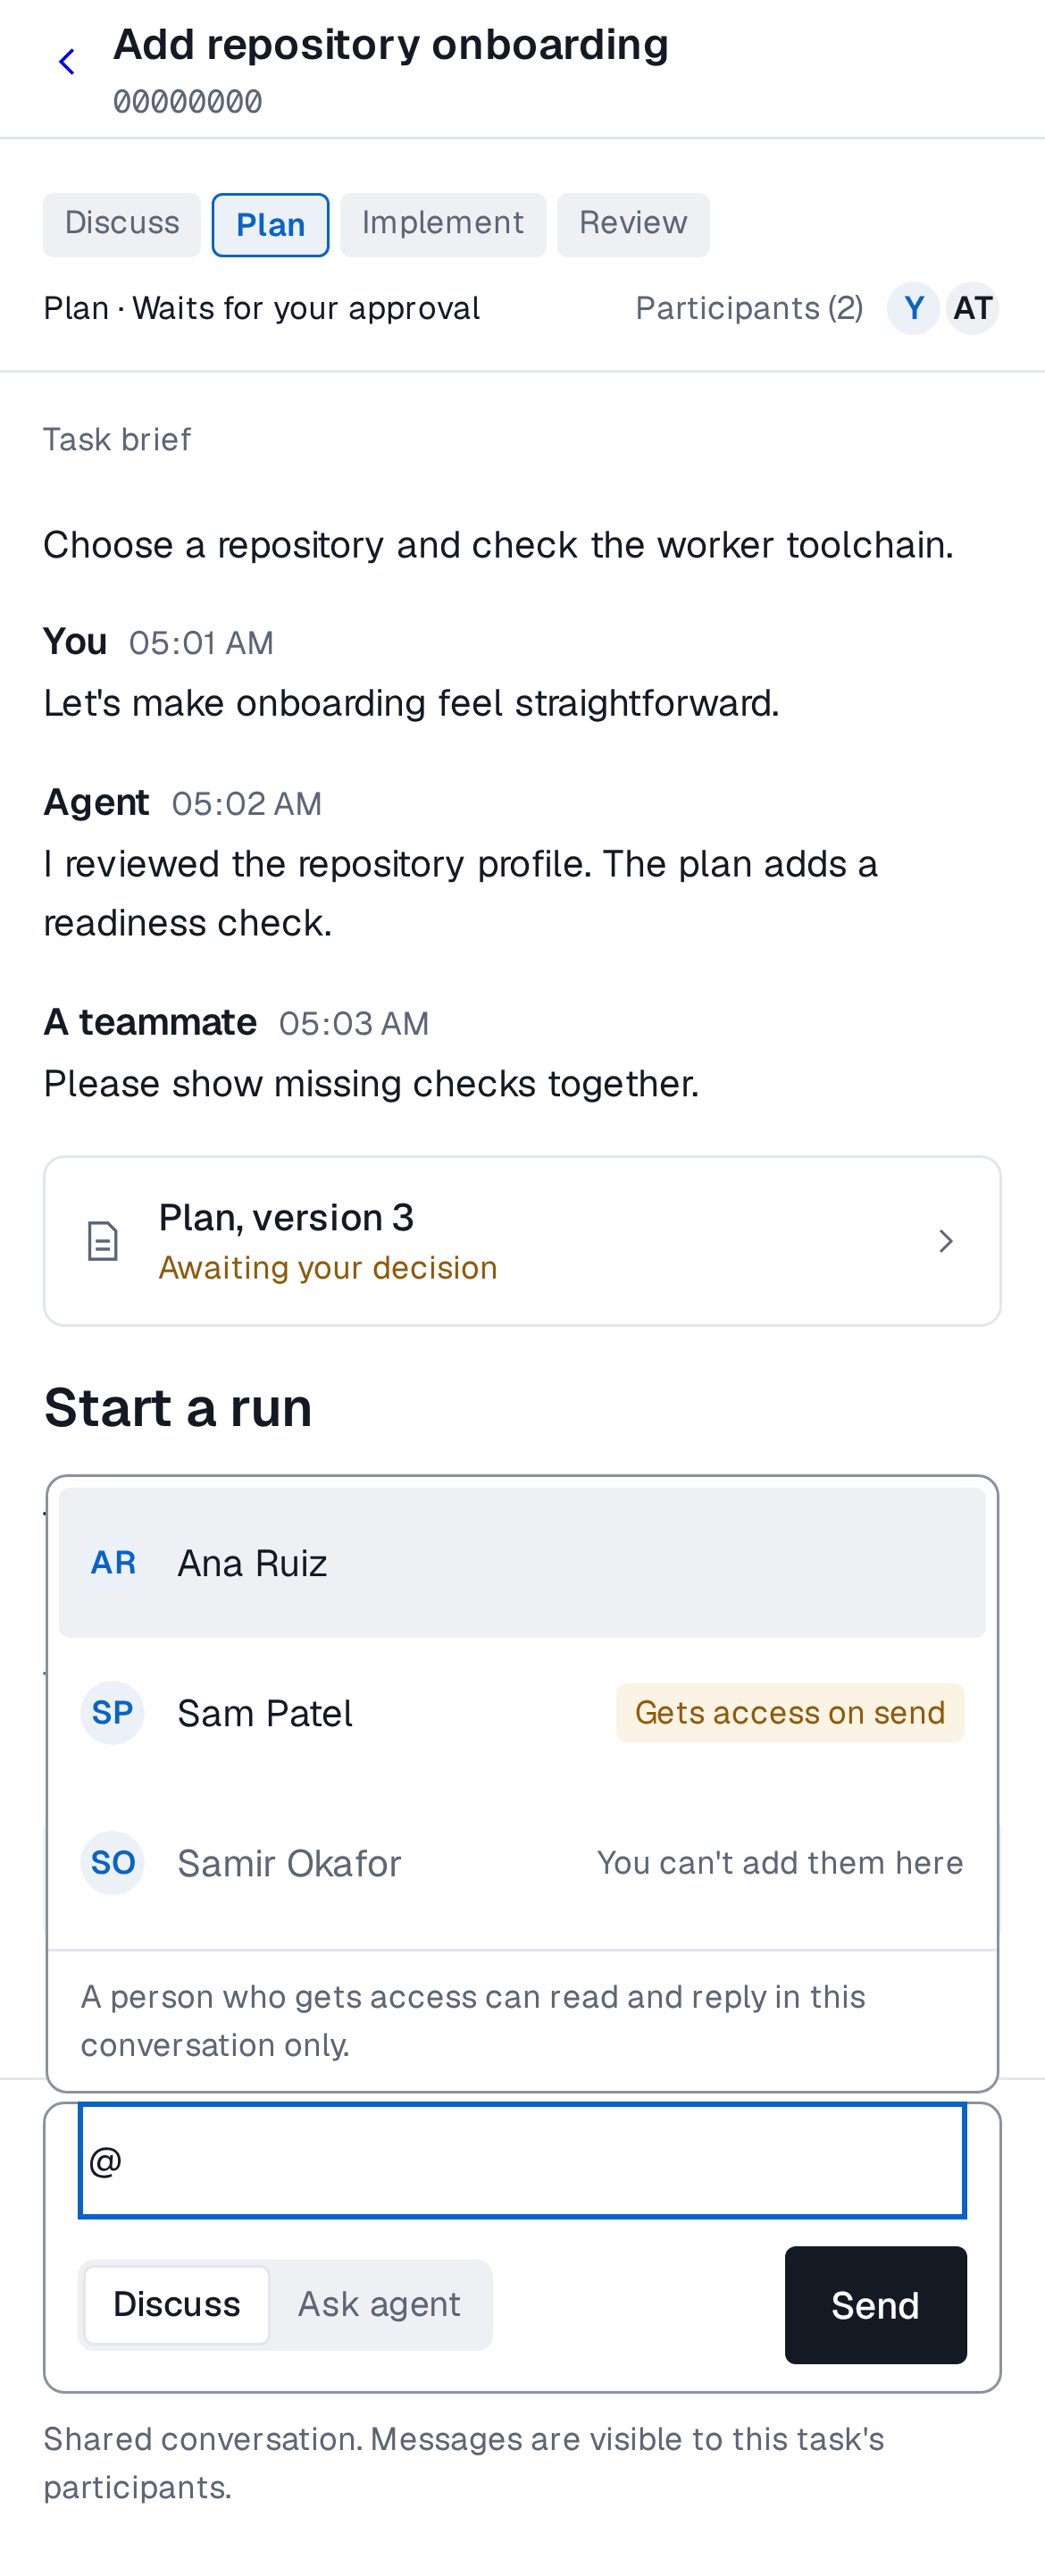 Add repository onboarding
00000000
Discuss
Plan
Implement
Review
Plan · Waits for your approval
Participants (2)
Y
AT
Task brief
Choose a repository and check the worker toolchain.
You 05:01 AM
Let's make onboarding feel straightforward.
Agent 05:02 AM
I reviewed the repository profile. The plan adds a
readiness check.
A teammate 05:03 AM
Please show missing checks together.
Plan, version 3
Awaiting your decision
Start a run
AR Ana Ruiz
SP Sam Patel Gets access on send
SO Samir Okafor You can't add them here
A person who gets access can read and reply in this
conversation only.
@
Discuss
Ask agent
Send
Shared conversation. Messages are visible to this task's
participants.